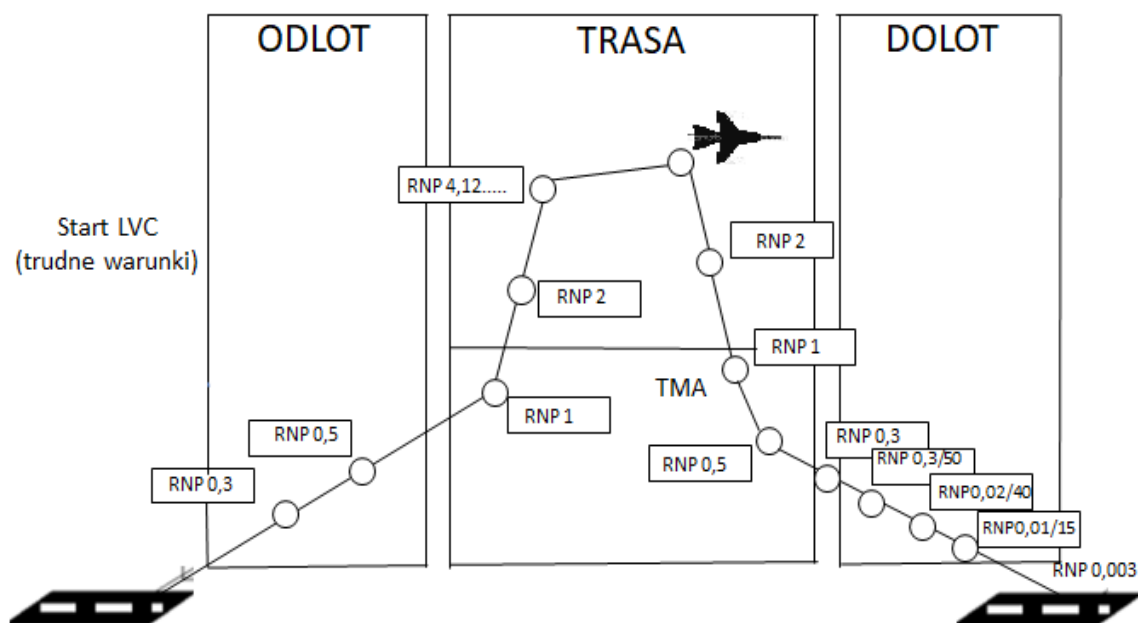 ODLOT
TRASA
DOLOT
Start LVC
(trudne warunki)
RNP 4,12.....
RNP 2
RNP 2
RNP 1
TMA
RNP 1
RNP 0,5
RNP 0,3
RNP 0,5
RNP 0,3
RNP 0,3/50
RNP0,02/40
RNP0,01/15
RNP 0,003